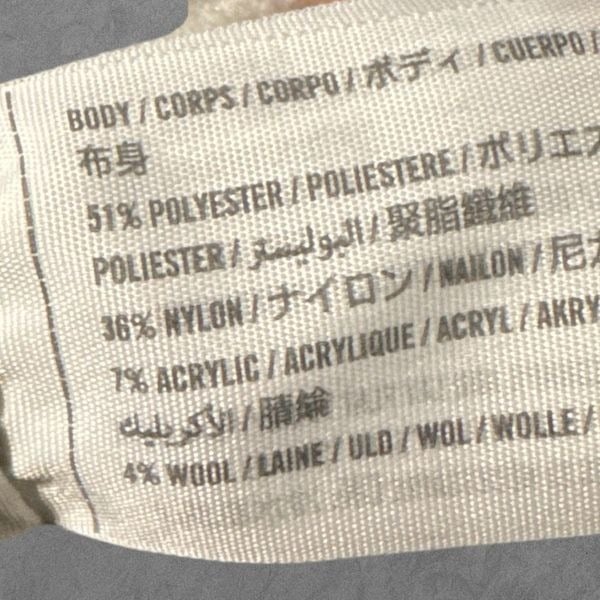 BODY / CORPS / CORPO / ボディ / CUERPO /
布身
51% POLYESTER / POLIESTERE / ポリエス
POLIESTER / البوليستر / 聚脂纖維
36% NYLON / ナイロン / NAILON / 尼
7% ACRYLIC / ACRYLIQUE / ACRYL / AKRY
الأكريليك / 腈綸
4% WOOL / LAINE / ULD / WOL / WOLLE /